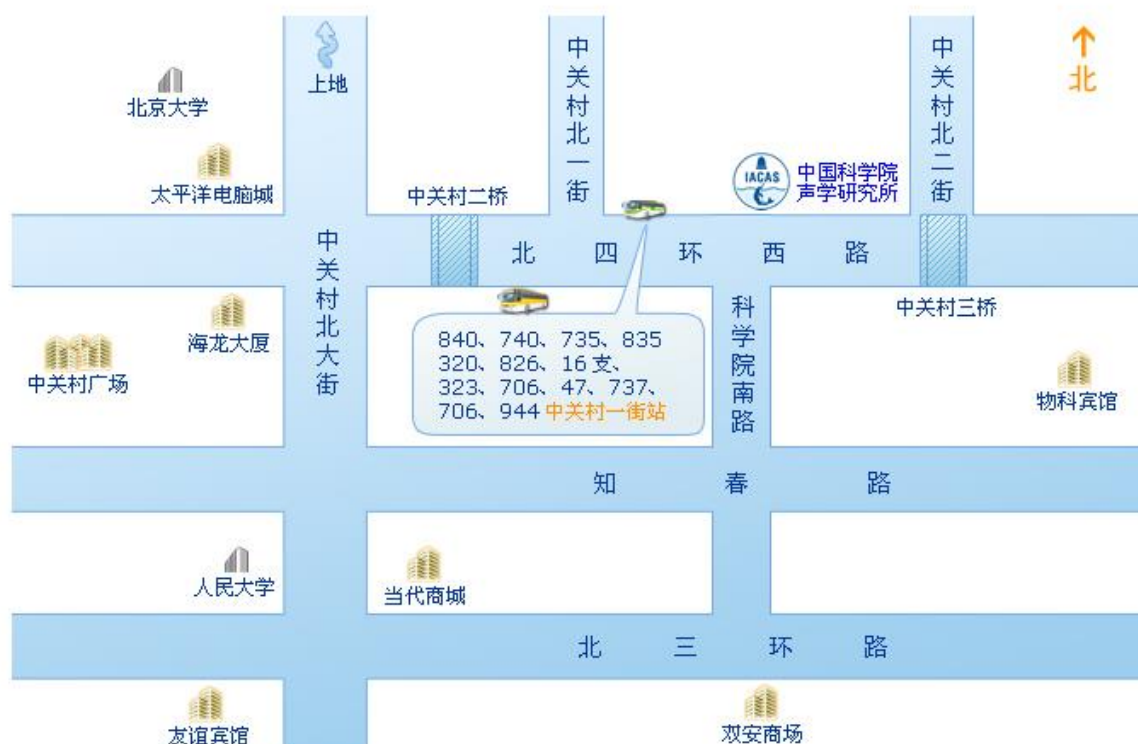 上地
中关村北一街
中关村北二街
北
北京大学
太平洋电脑城
中关村二桥
IACAS
中国科学院
声学研究所
中关村北大街
北四环西路
海龙大厦
中关村广场
840、740、735、835
320、826、16支、
323、706、47、737、
706、944 中关村一街站
科学院南路
中关村三桥
物科宾馆
知春路
人民大学
当代商城
北三环路
友谊宾馆
双安商场